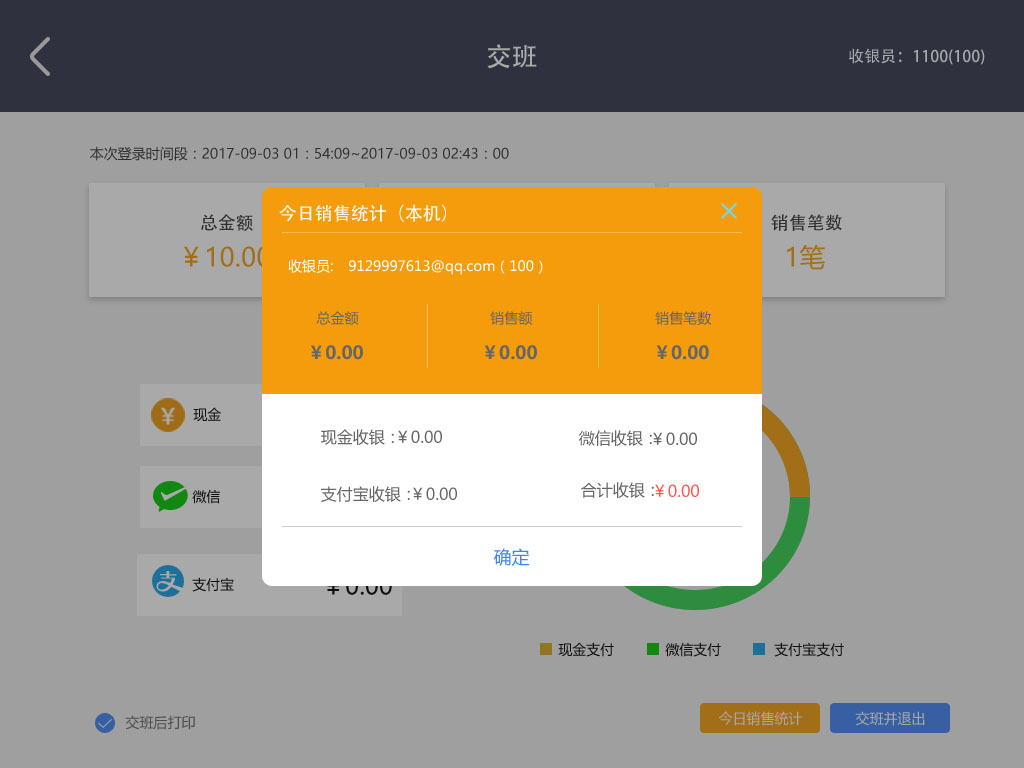 交班
收银员：1100(100)
本次登录时间段：2017-09-03 01：54:09~2017-09-03 02:43：00
总金额
¥ 10.00
销售笔数
1笔
今日销售统计（本机）
收银员: 9129997613@qq.com（100）
总金额 销售额 销售笔数
¥ 0.00 ¥ 0.00 ¥ 0.00
现金收银 :¥ 0.00 微信收银 :¥ 0.00
支付宝收银 :¥ 0.00 合计收银 :¥ 0.00
确定
现金
微信
支付宝 ¥ 0.00
现金支付 微信支付 支付宝支付
交班后打印
今日销售统计 交班并退出